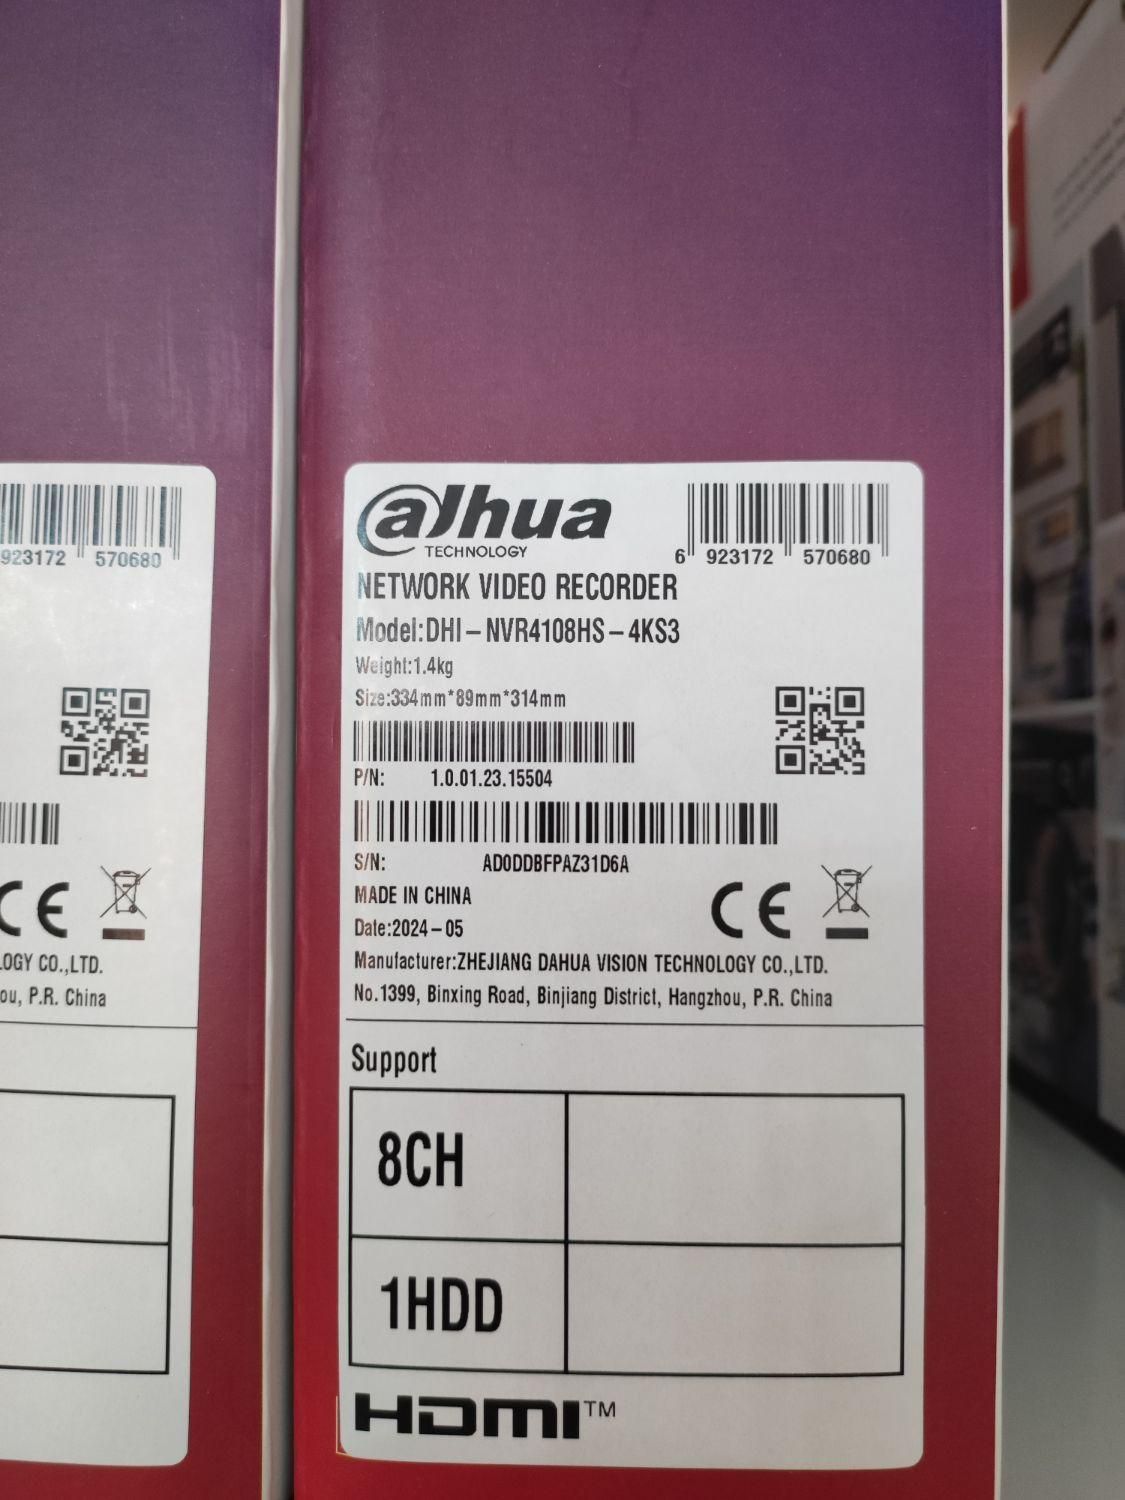 923172 570680
OGY CO.,LTD.
ou, P.R. China
alhua
TECHNOLOGY
6 923172 570680
NETWORK VIDEO RECORDER
Model:DHI-NVR4108HS-4KS3
Weight:1.4kg
Size:334mm*89mm*314mm
P/N: 1.0.01.23.15504
S/N: AD0DDBFPAZ31D6A
MADE IN CHINA
Date:2024-05
CE
Manufacturer:ZHEJIANG DAHUA VISION TECHNOLOGY CO.,LTD.
No.1399, Binxing Road, Binjiang District, Hangzhou, P.R. China
Support
8CH
1HDD
HDMI™